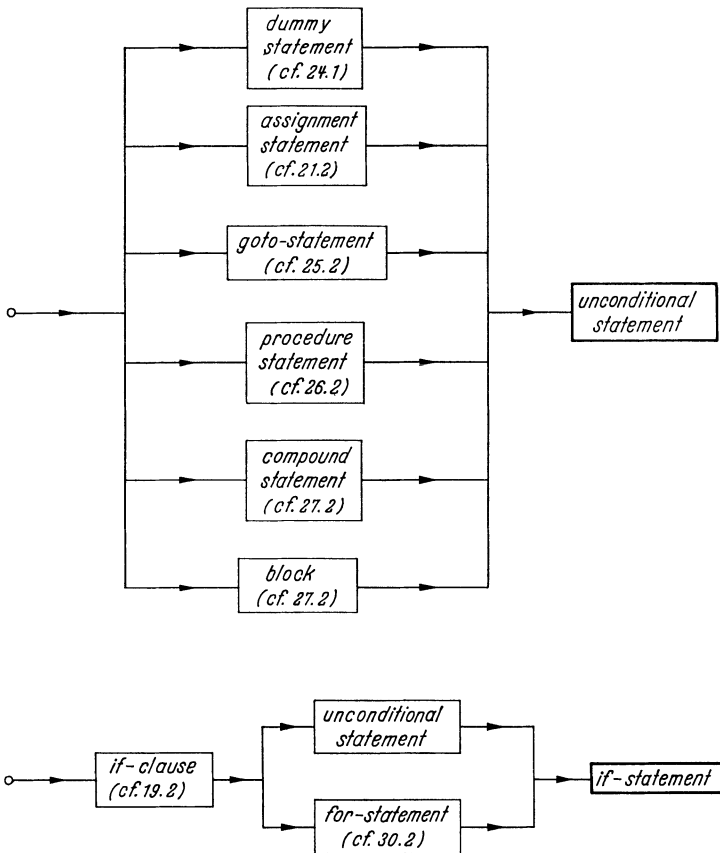 dummy
statement
(cf. 24.1)
assignment
statement
(cf. 21.2)
goto-statement
(cf. 25.2)
procedure
statement
(cf. 26.2)
compound
statement
(cf. 27.2)
block
(cf. 27.2)
unconditional
statement
if-clause
(cf. 19.2)
unconditional
statement
for-statement
(cf. 30.2)
if-statement